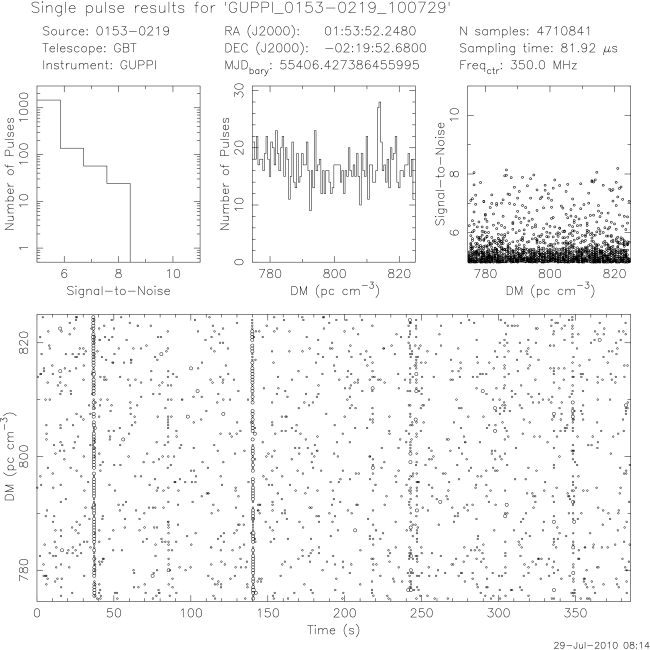 Single pulse results for 'GUPPI_0153-0219_100729'
Source: 0153-0219 RA (J2000): 01:53:52.2480 N samples: 4710841
Telescope: GBT DEC (J2000): -02:19:52.6800 Sampling time: 81.92 μs
Instrument: GUPPI MJD_bary: 55406.427386455995 Freq_ctr: 350.0 MHz
Number of Pulses
1 10 100 1000
6 8 10
Signal-to-Noise
Number of Pulses
0 10 20 30
780 800 820
DM (pc cm^-3)
Signal-to-Noise
6 8 10
780 800 820
DM (pc cm^-3)
DM (pc cm^-3)
780 800 820
0 50 100 150 200 250 300 350
Time (s)
29-Jul-2010 08:14